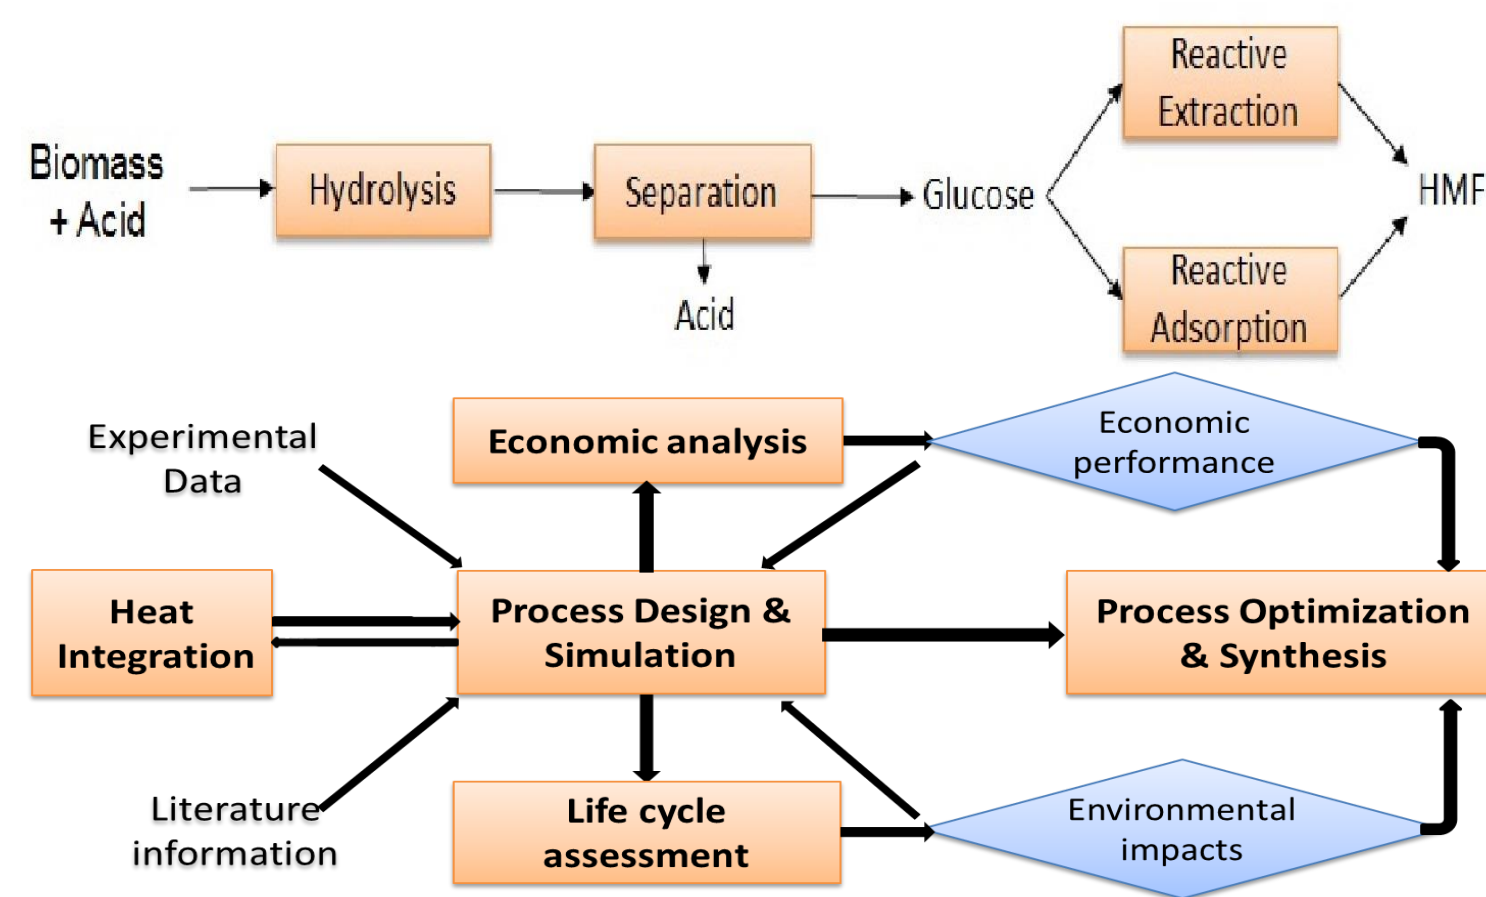 Biomass
+ Acid
Hydrolysis
Separation
Acid
Glucose
Reactive
Extraction
Reactive
Adsorption
HMF
Experimental
Data
Economic analysis
Economic
performance
Heat
Integration
Process Design &
Simulation
Process Optimization
& Synthesis
Literature
information
Life cycle
assessment
Environmental
impacts